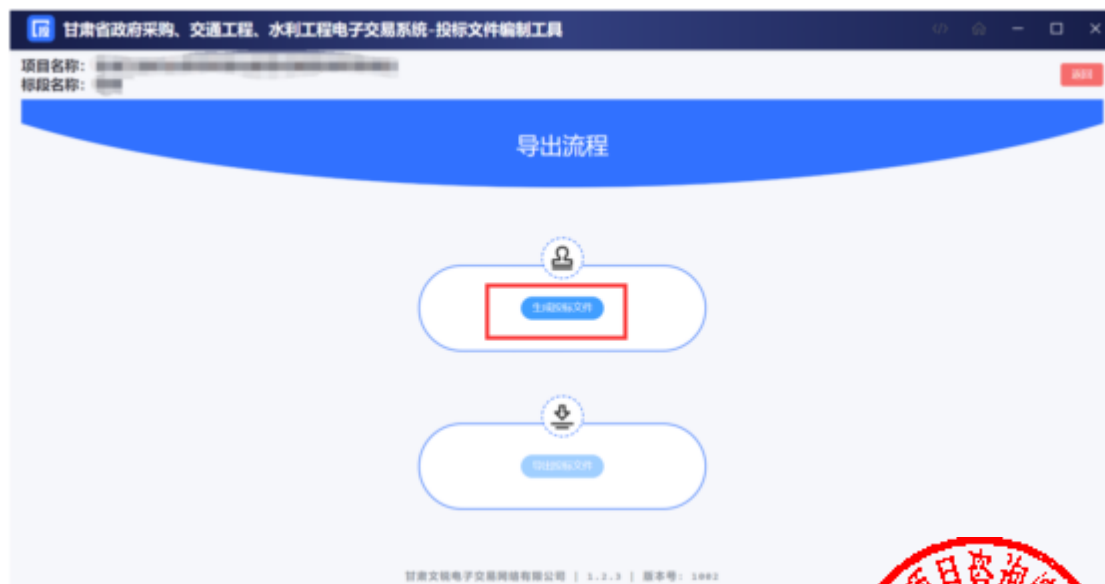 甘肃省政府采购、交通工程、水利工程电子交易系统-投标文件编制工具
项目名称：
标段名称：
返回
导出流程
生成投标文件
导出投标文件
甘肃文锐电子交易网络有限公司 | 1.2.3 | 版本号: 1002
项目咨询